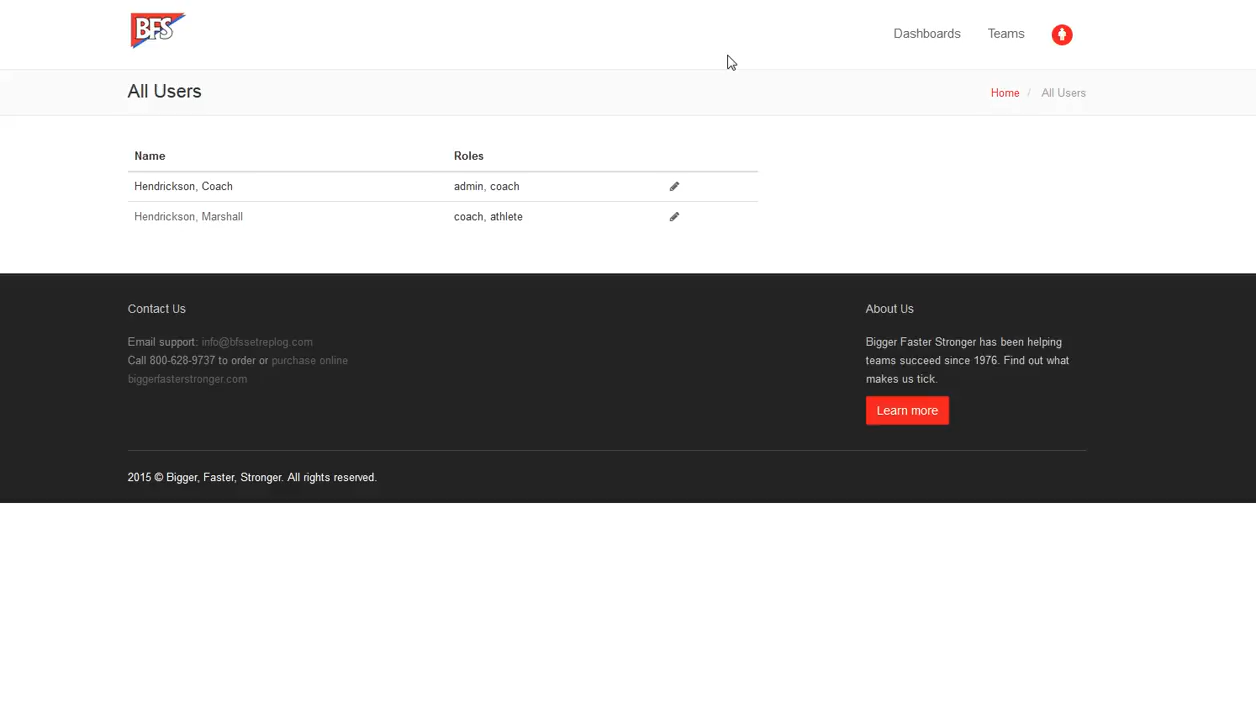 BFS
Dashboards Teams
All Users
Home / All Users
Name Roles
Hendrickson, Coach admin, coach
Hendrickson, Marshall coach, athlete
Contact Us
Email support: info@bfssetreplog.com
Call 800-628-9737 to order or purchase online
biggerfasterstronger.com
About Us
Bigger Faster Stronger has been helping
teams succeed since 1976. Find out what
makes us tick.
Learn more
2015 © Bigger, Faster, Stronger. All rights reserved.